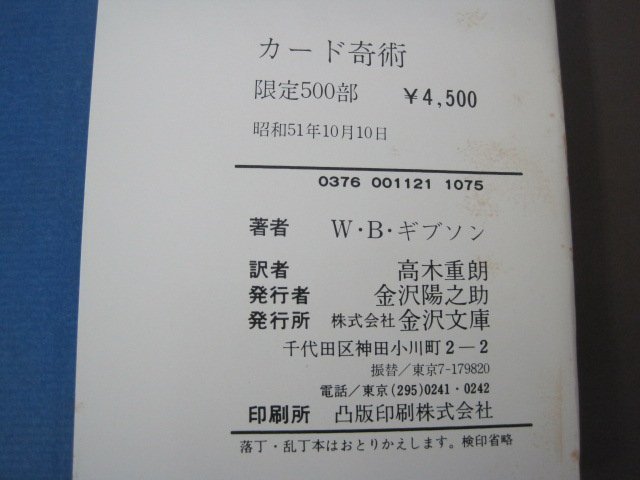 カード奇術
限定500部 ¥4,500
昭和51年10月10日
0376 001121 1075
著者 W・B・ギブソン
訳者 高木重朗
発行者 金沢陽之助
発行所 株式会社 金沢文庫
千代田区神田小川町2―2
振替／東京7-179820
電話／東京(295)0241・0242
印刷所 凸版印刷株式会社
落丁・乱丁本はおとりかえします。検印省略